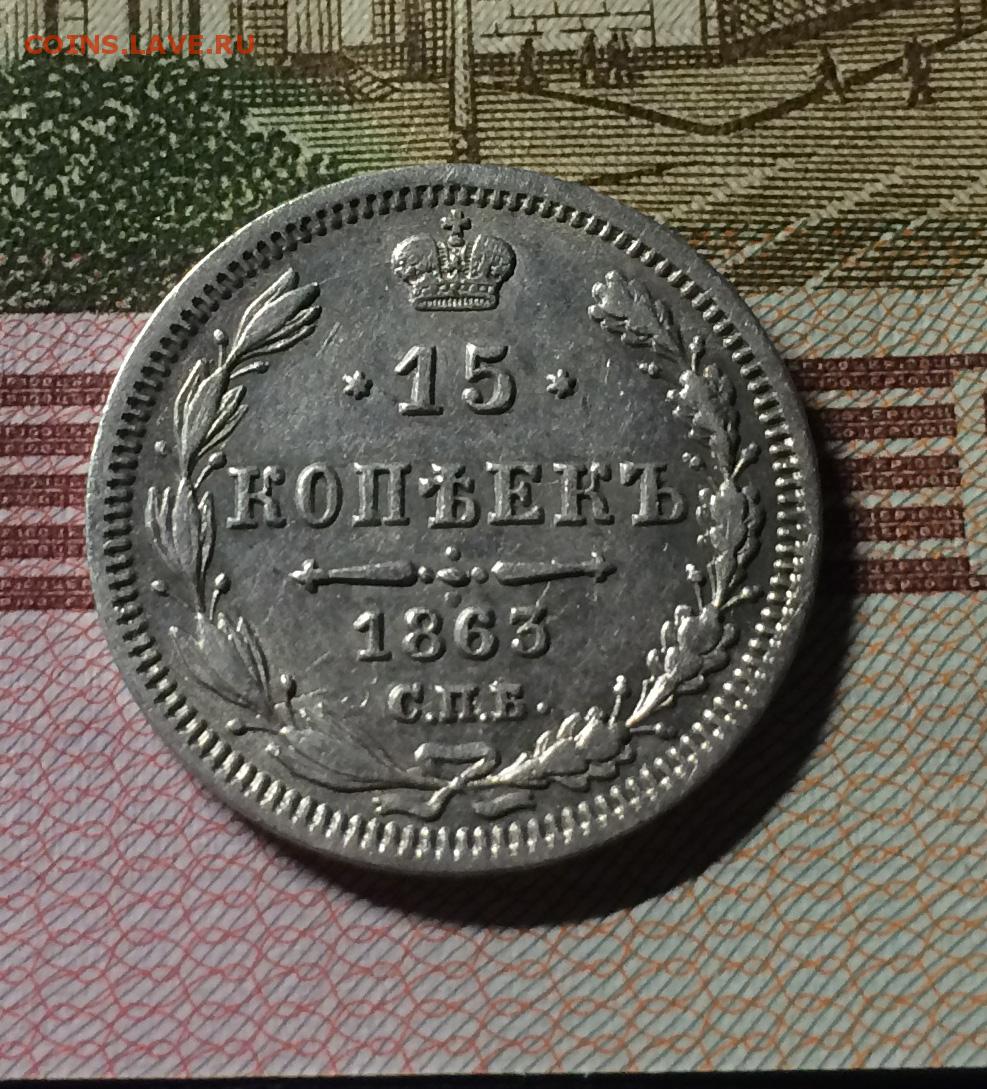 COINS.LAVE.RU
* 15 *
КОПѢЕКЪ
1863
С.П.Б.